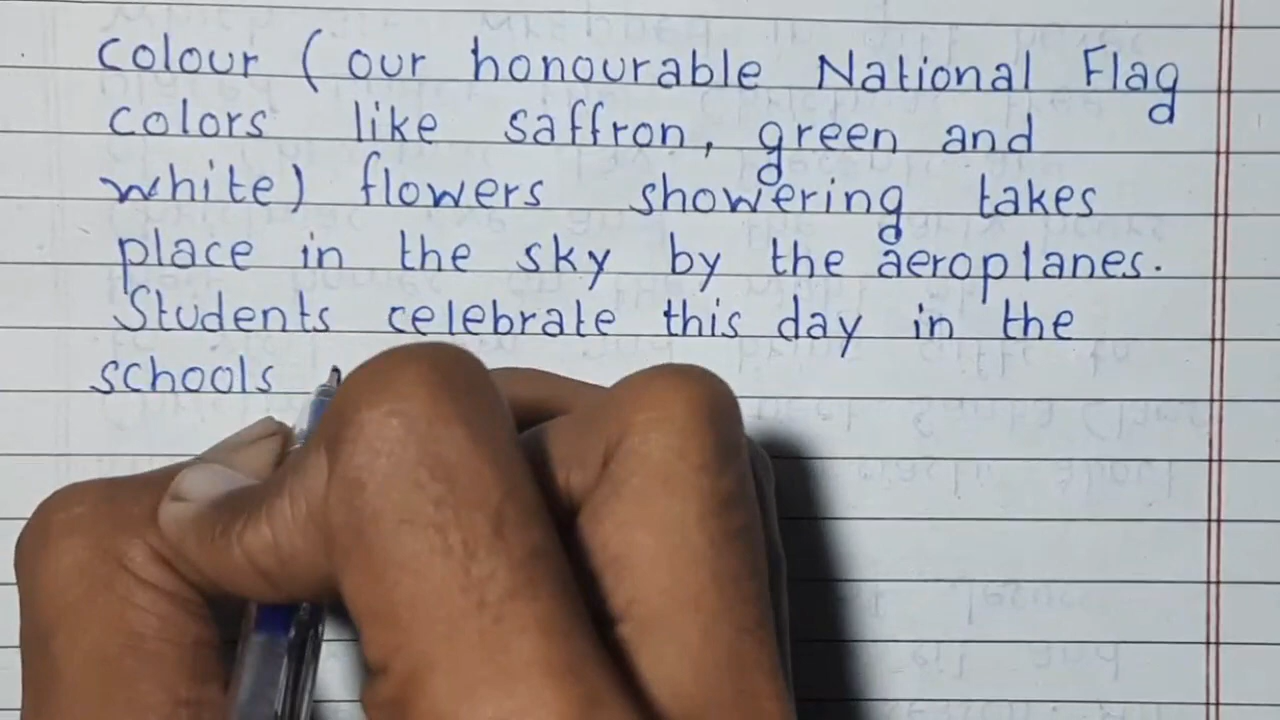 colour (our honourable National Flag
colors like saffron, green and
white) flowers showering takes
place in the sky by the aeroplanes.
Students celebrate this day in the
schools